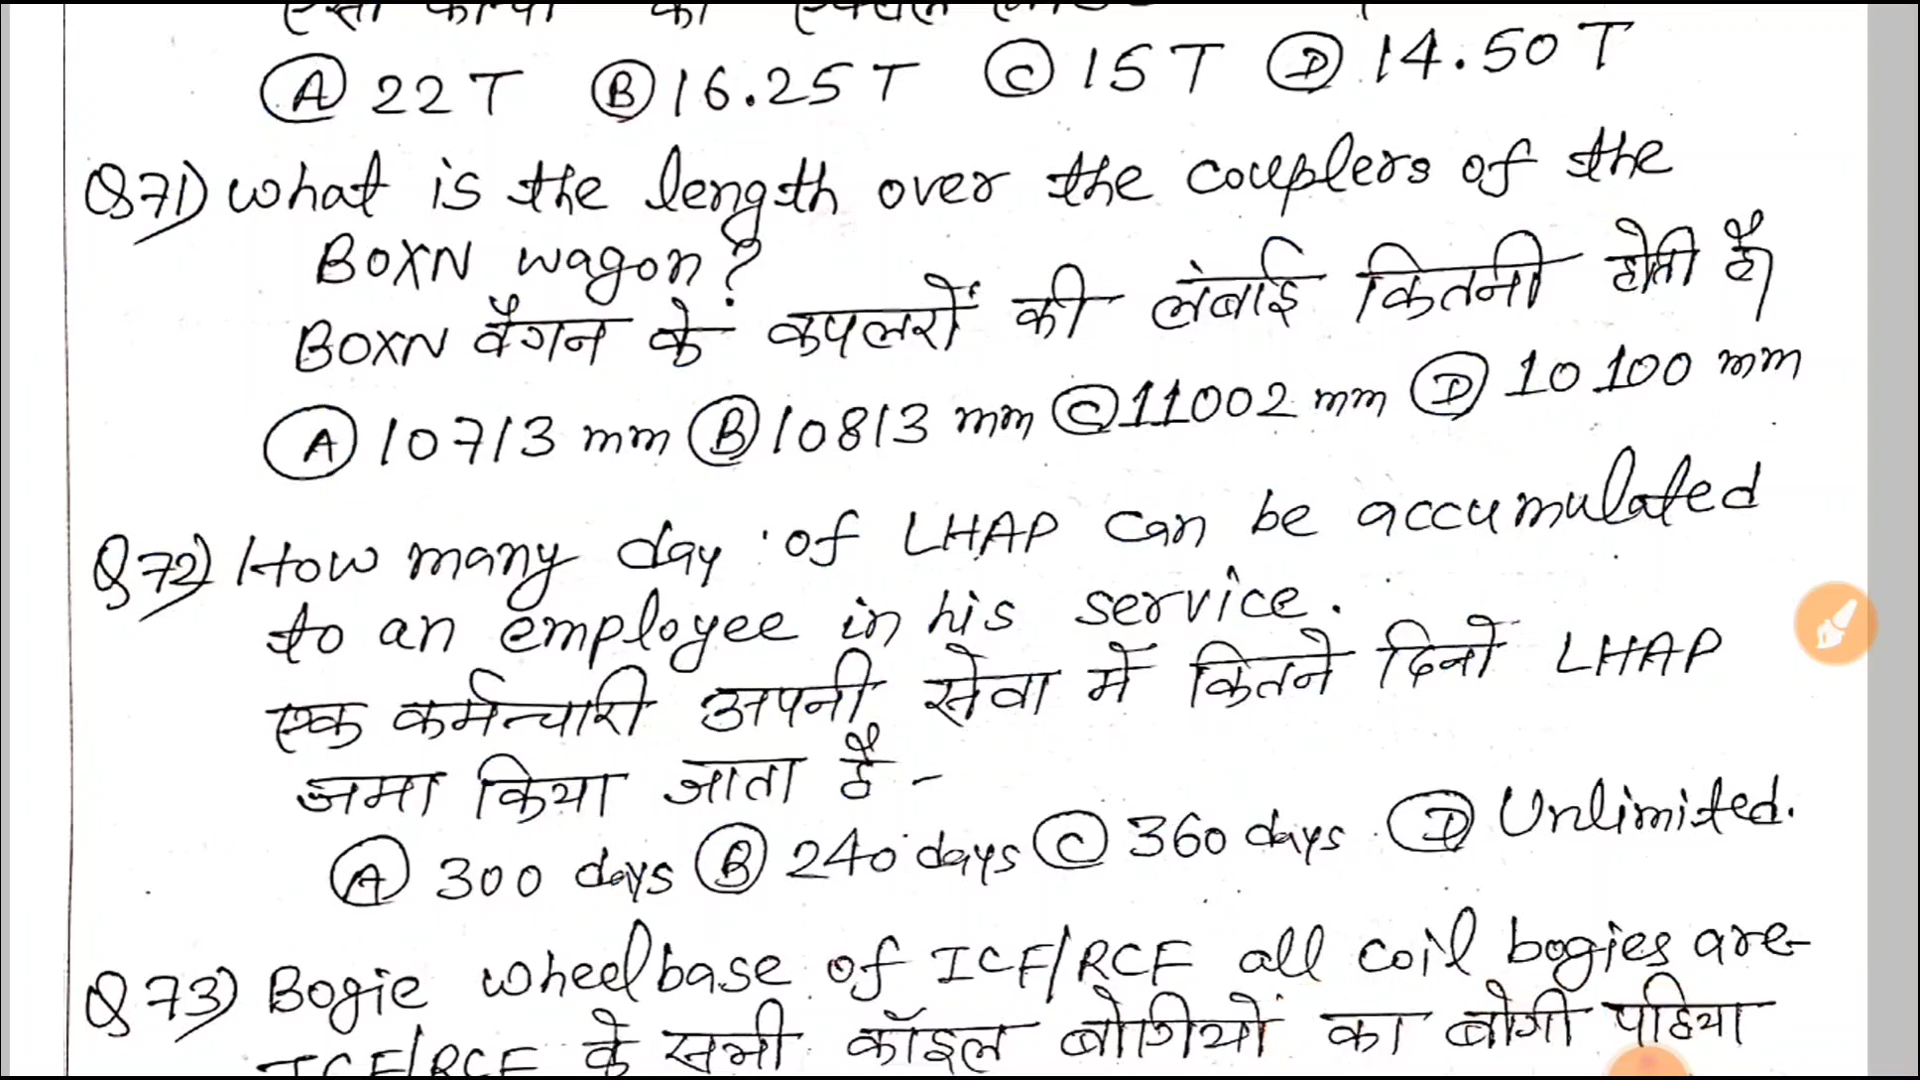 Ⓐ 22T Ⓑ 16.25T Ⓒ 15T Ⓓ 14.50T
Q71) What is the length over the couplers of the
BOXN wagon?
BOXN वैगन के कपलरों की लंबाई कितनी होती है।
Ⓐ 10713 mm Ⓑ 10813 mm Ⓒ 11002 mm Ⓓ 10100 mm
Q72) How many day of LHAP can be accumulated
to an employee in his service.
एक कर्मचारी अपनी सेवा में कितने दिनों LHAP
जमा किया जाता है -
Ⓐ 300 days Ⓑ 240 days Ⓒ 360 days Ⓓ Unlimited.
Q73) Bogie wheelbase of ICF/RCF all coil bogies are-
ICF/RCF के सभी कॉइल बोगियों का बोगी पहिया